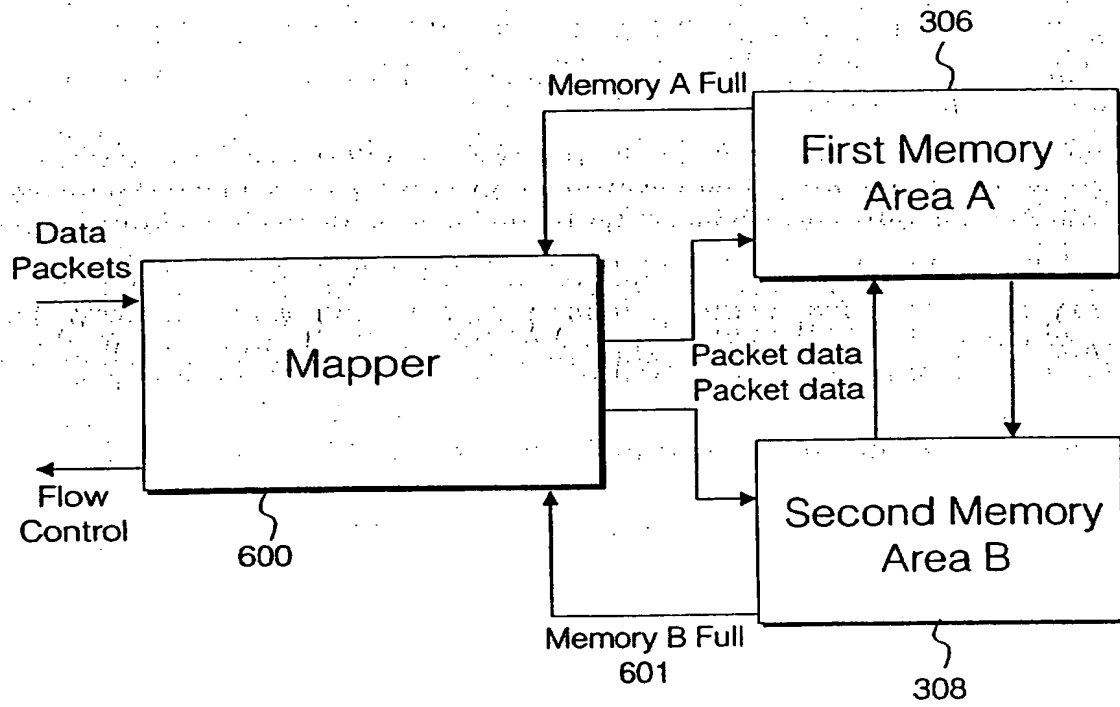 306
Memory A Full
First Memory
Area A
Data
Packets
Mapper
Packet data
Packet data
Flow
Control
600
Second Memory
Area B
Memory B Full
601
308